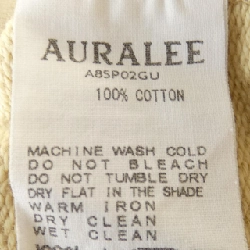 AURALEE
A8SP02GU
100% COTTON
MACHINE WASH COLD
DO NOT BLEACH
DO NOT TUMBLE DRY
DRY FLAT IN THE SHADE
WARM IRON
DRY CLEAN
WET CLEAN